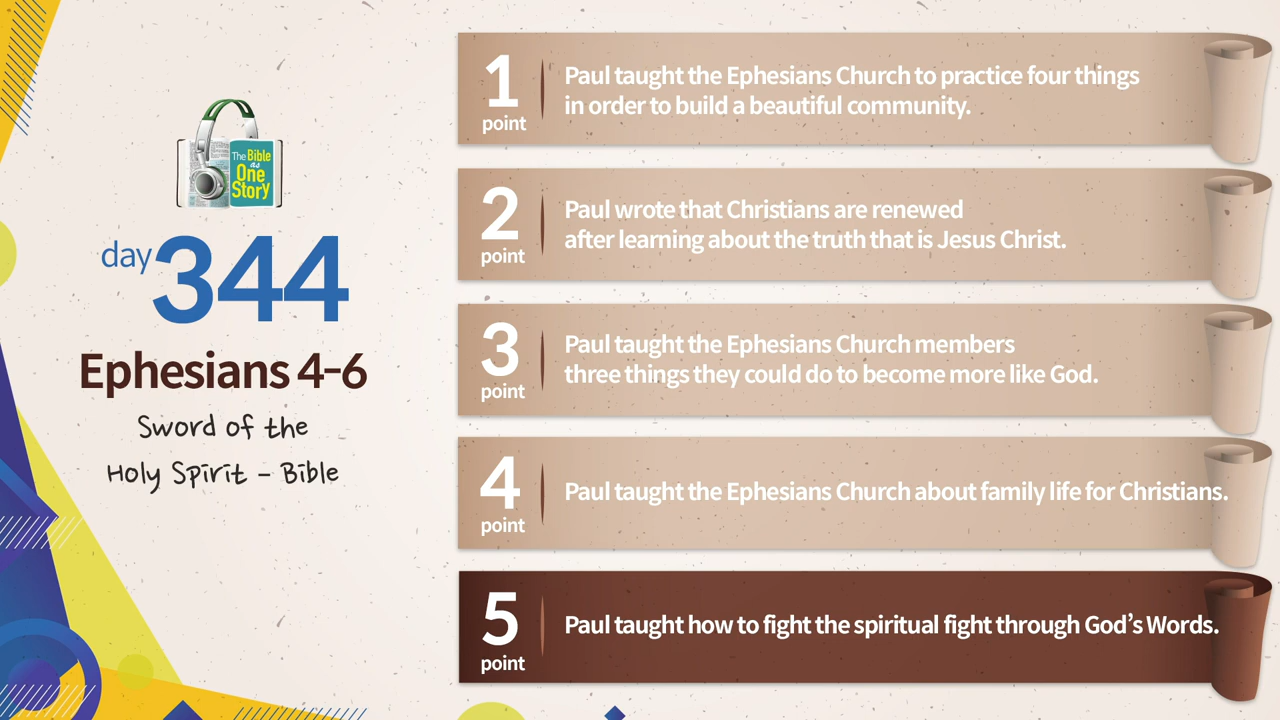 The Bible
as
One
Story
day 344
Ephesians 4-6
Sword of the
Holy Spirit - Bible
1
point
Paul taught the Ephesians Church to practice four things
in order to build a beautiful community.
2
point
Paul wrote that Christians are renewed
after learning about the truth that is Jesus Christ.
3
point
Paul taught the Ephesians Church members
three things they could do to become more like God.
4
point
Paul taught the Ephesians Church about family life for Christians.
5
point
Paul taught how to fight the spiritual fight through God’s Words.